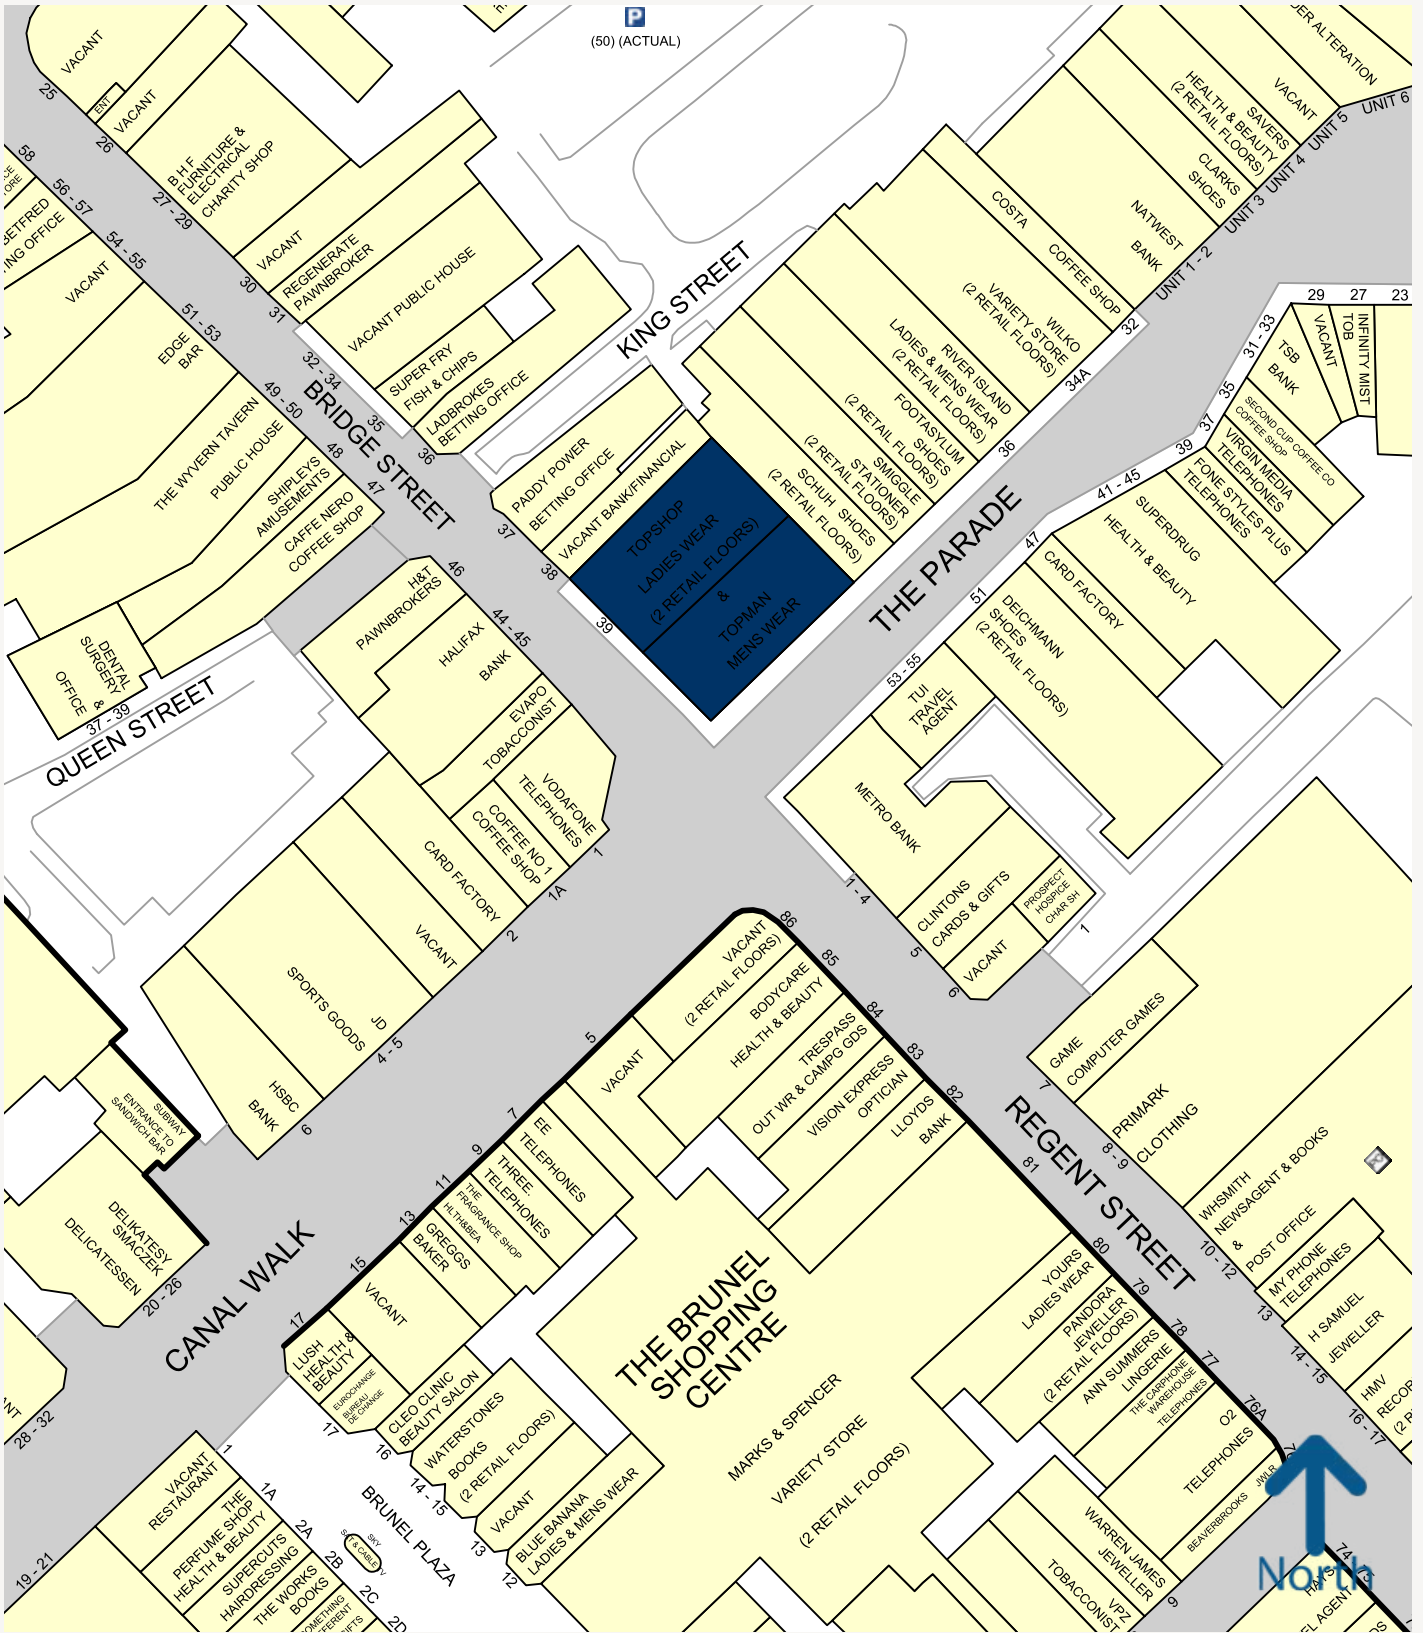 P
(50) (ACTUAL)
VACANT
25
ENT
VACANT
26
B H F
FURNITURE &
ELECTRICAL
CHARITY SHOP
27 - 29
VACANT
30
REGENERATE
PAWNBROKER
31
VACANT PUBLIC HOUSE
32 - 34
SUPER FRY
FISH & CHIPS
35
LADBROKES
BETTING OFFICE
36
BRIDGE STREET
KING STREET
58
56 - 57
BETFRED
ING OFFICE
54 - 55
VACANT
51 - 53
EDGE
BAR
49 - 50
THE WYVERN TAVERN
PUBLIC HOUSE
48
SHIPLEYS
AMUSEMENTS
47
CAFFE NERO
COFFEE SHOP
DENTAL
SURGERY
&
OFFICE
37 - 39
QUEEN STREET
PADDY POWER
BETTING OFFICE
37
VACANT BANK/FINANCIAL
38
TOPSHOP
LADIES WEAR
(2 RETAIL FLOORS)
&
TOPMAN
MENS WEAR
39
SCHUH SHOES
(2 RETAIL FLOORS)
SMIGGLE
STATIONER
(2 RETAIL FLOORS)
FOOTASYLUM
SHOES
(2 RETAIL FLOORS)
36
RIVER ISLAND
LADIES & MENS WEAR
(2 RETAIL FLOORS)
34A
WILKO
VARIETY STORE
(2 RETAIL FLOORS)
32
COSTA COFFEE SHOP
NATWEST
BANK
UNIT 1 - 2
CLARKS
SHOES
UNIT 3
SAVERS
HEALTH & BEAUTY
(2 RETAIL FLOORS)
UNIT 4
VACANT
UNIT 5
DER ALTERATION
UNIT 6
THE PARADE
29
27
23
VACANT
TOB
INFINITY MIST
31 - 33
TSB
BANK
35
SECOND CUP COFFEE CO
COFFEE SHOP
37
VIRGIN MEDIA
TELEPHONES
39
FONE STYLES PLUS
TELEPHONES
41 - 45
SUPERDRUG
HEALTH & BEAUTY
47
CARD FACTORY
51
DEICHMANN
SHOES
(2 RETAIL FLOORS)
53 - 55
TUI
TRAVEL
AGENT
METRO BANK
1 - 4
CLINTONS
CARDS & GIFTS
5
PROSPECT
HOSPICE
CHAR SH
1
VACANT
6
H&T
PAWNBROKERS
46
HALIFAX
BANK
44 - 45
EVAPO
TOBACCONIST
VODAFONE
TELEPHONES
1
COFFEE NO 1
COFFEE SHOP
1A
CARD FACTORY
2
VACANT
JD
SPORTS GOODS
4 - 5
HSBC
BANK
6
SUBWAY
ENTRANCE TO
SANDWICH BAR
DELIKATESY
SMACZEK
DELICATESSEN
20 - 26
28 - 32
CANAL WALK
VACANT
(2 RETAIL FLOORS)
86
BODYCARE
HEALTH & BEAUTY
85
TRESPASS
OUT WR & CAMPG GDS
84
VISION EXPRESS
OPTICIAN
83
LLOYDS
BANK
82
81
VACANT
5
EE
TELEPHONES
7
THREE.
TELEPHONES
9
THE
FRAGRANCE SHOP
HLTH&BEA
11
GREGGS
BAKER
13
VACANT
15
LUSH
HEALTH &
BEAUTY
17
EUROCHANGE
BUREAU
DE CHANGE
17
CLEO CLINIC
BEAUTY SALON
16
WATERSTONES
BOOKS
(2 RETAIL FLOORS)
14 - 15
VACANT
13
BLUE BANANA
LADIES & MENS WEAR
12
THE BRUNEL
SHOPPING
CENTRE
MARKS & SPENCER
VARIETY STORE
(2 RETAIL FLOORS)
REGENT STREET
GAME
COMPUTER GAMES
7
PRIMARK
CLOTHING
8 - 9
WHSMITH
NEWSAGENT & BOOKS
&
POST OFFICE
10 - 12
MY PHONE
TELEPHONES
13
H SAMUEL
JEWELLER
14 - 15
HMV
RECOR
(2 R
16 - 17
YOURS
LADIES WEAR
80
PANDORA
JEWELLER
(2 RETAIL FLOORS)
79
ANN SUMMERS
LINGERIE
78
THE CARPHONE
WAREHOUSE
TELEPHONES
77
O2
TELEPHONES
76A
BEAVERBROOKS
JWLR
WARREN JAMES
JEWELLER
9
VPZ
TOBACCONIST
74
North
BRUNEL PLAZA
VACANT
RESTAURANT
1
THE
PERFUME SHOP
HEALTH & BEAUTY
1A
SUPERCUTS
HAIRDRESSING
2A
THE WORKS
BOOKS
2B
2C
2D
SKY
19 - 21